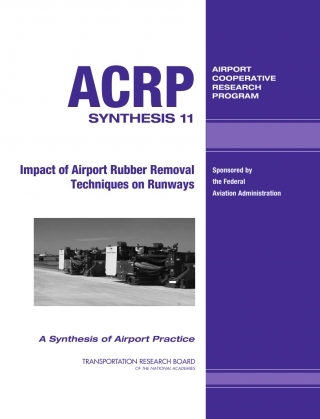 ACRP
SYNTHESIS 11
AIRPORT
COOPERATIVE
RESEARCH
PROGRAM
Impact of Airport Rubber Removal
Techniques on Runways
Sponsored by
the Federal
Aviation Administration
A Synthesis of Airport Practice
TRANSPORTATION RESEARCH BOARD
OF THE NATIONAL ACADEMIES